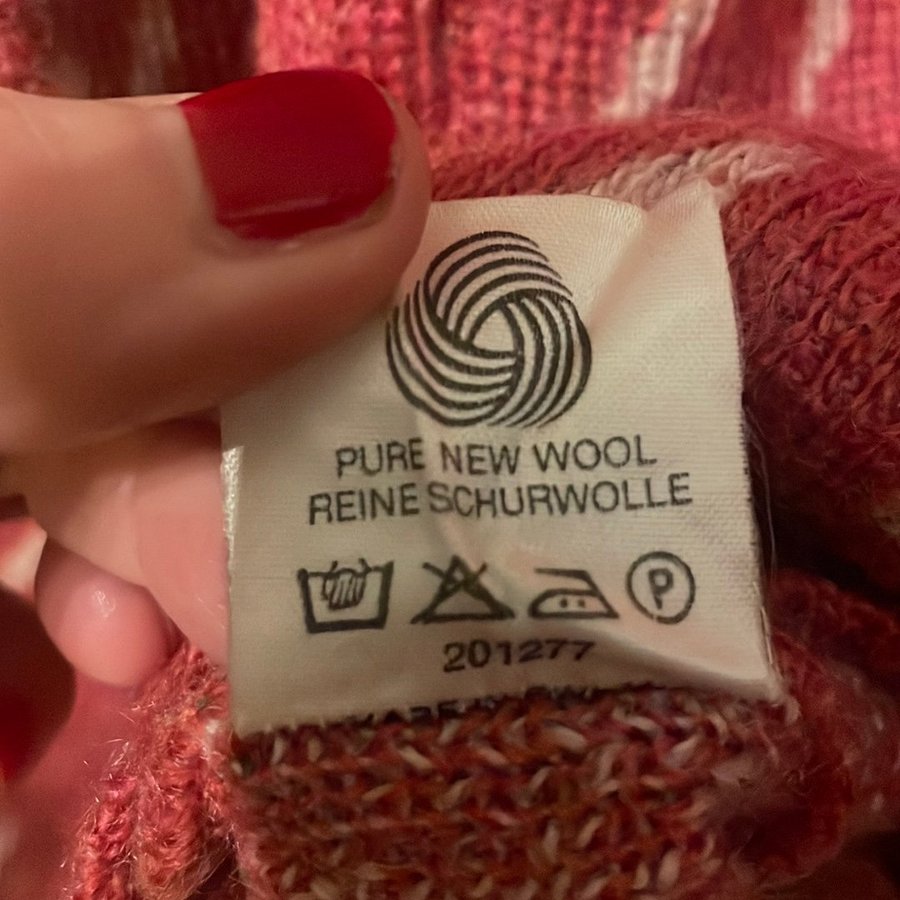 PURE NEW WOOL
REINE SCHURWOLLE
P
201277